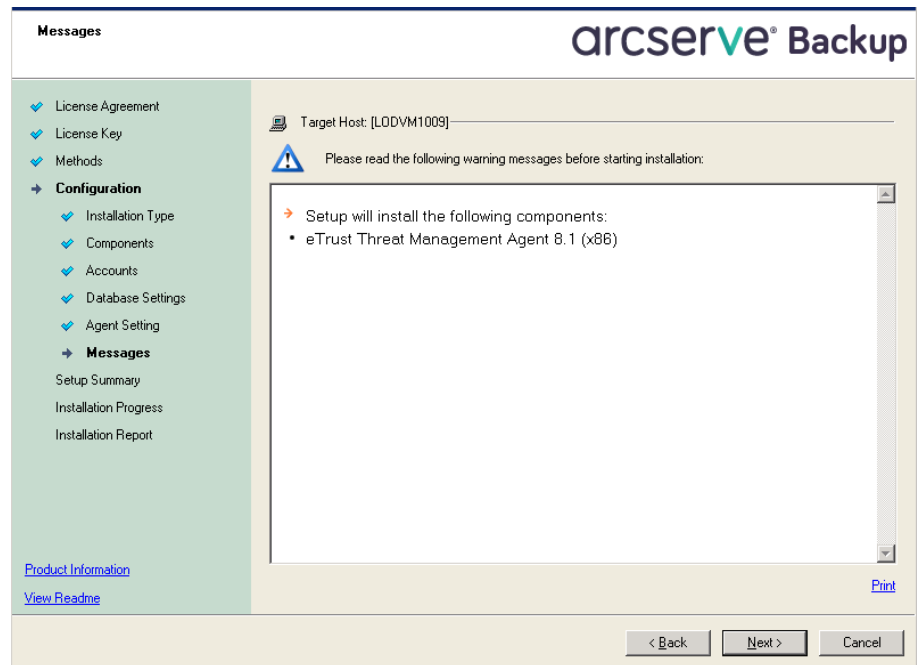 Messages
arcserve® Backup
License Agreement
License Key
Methods
Configuration
Installation Type
Components
Accounts
Database Settings
Agent Setting
Messages
Setup Summary
Installation Progress
Installation Report
Product Information
View Readme
Target Host: [LODVM1009]
Please read the following warning messages before starting installation:
Setup will install the following components:
• eTrust Threat Management Agent 8.1 (x86)
Print
< Back
Next >
Cancel